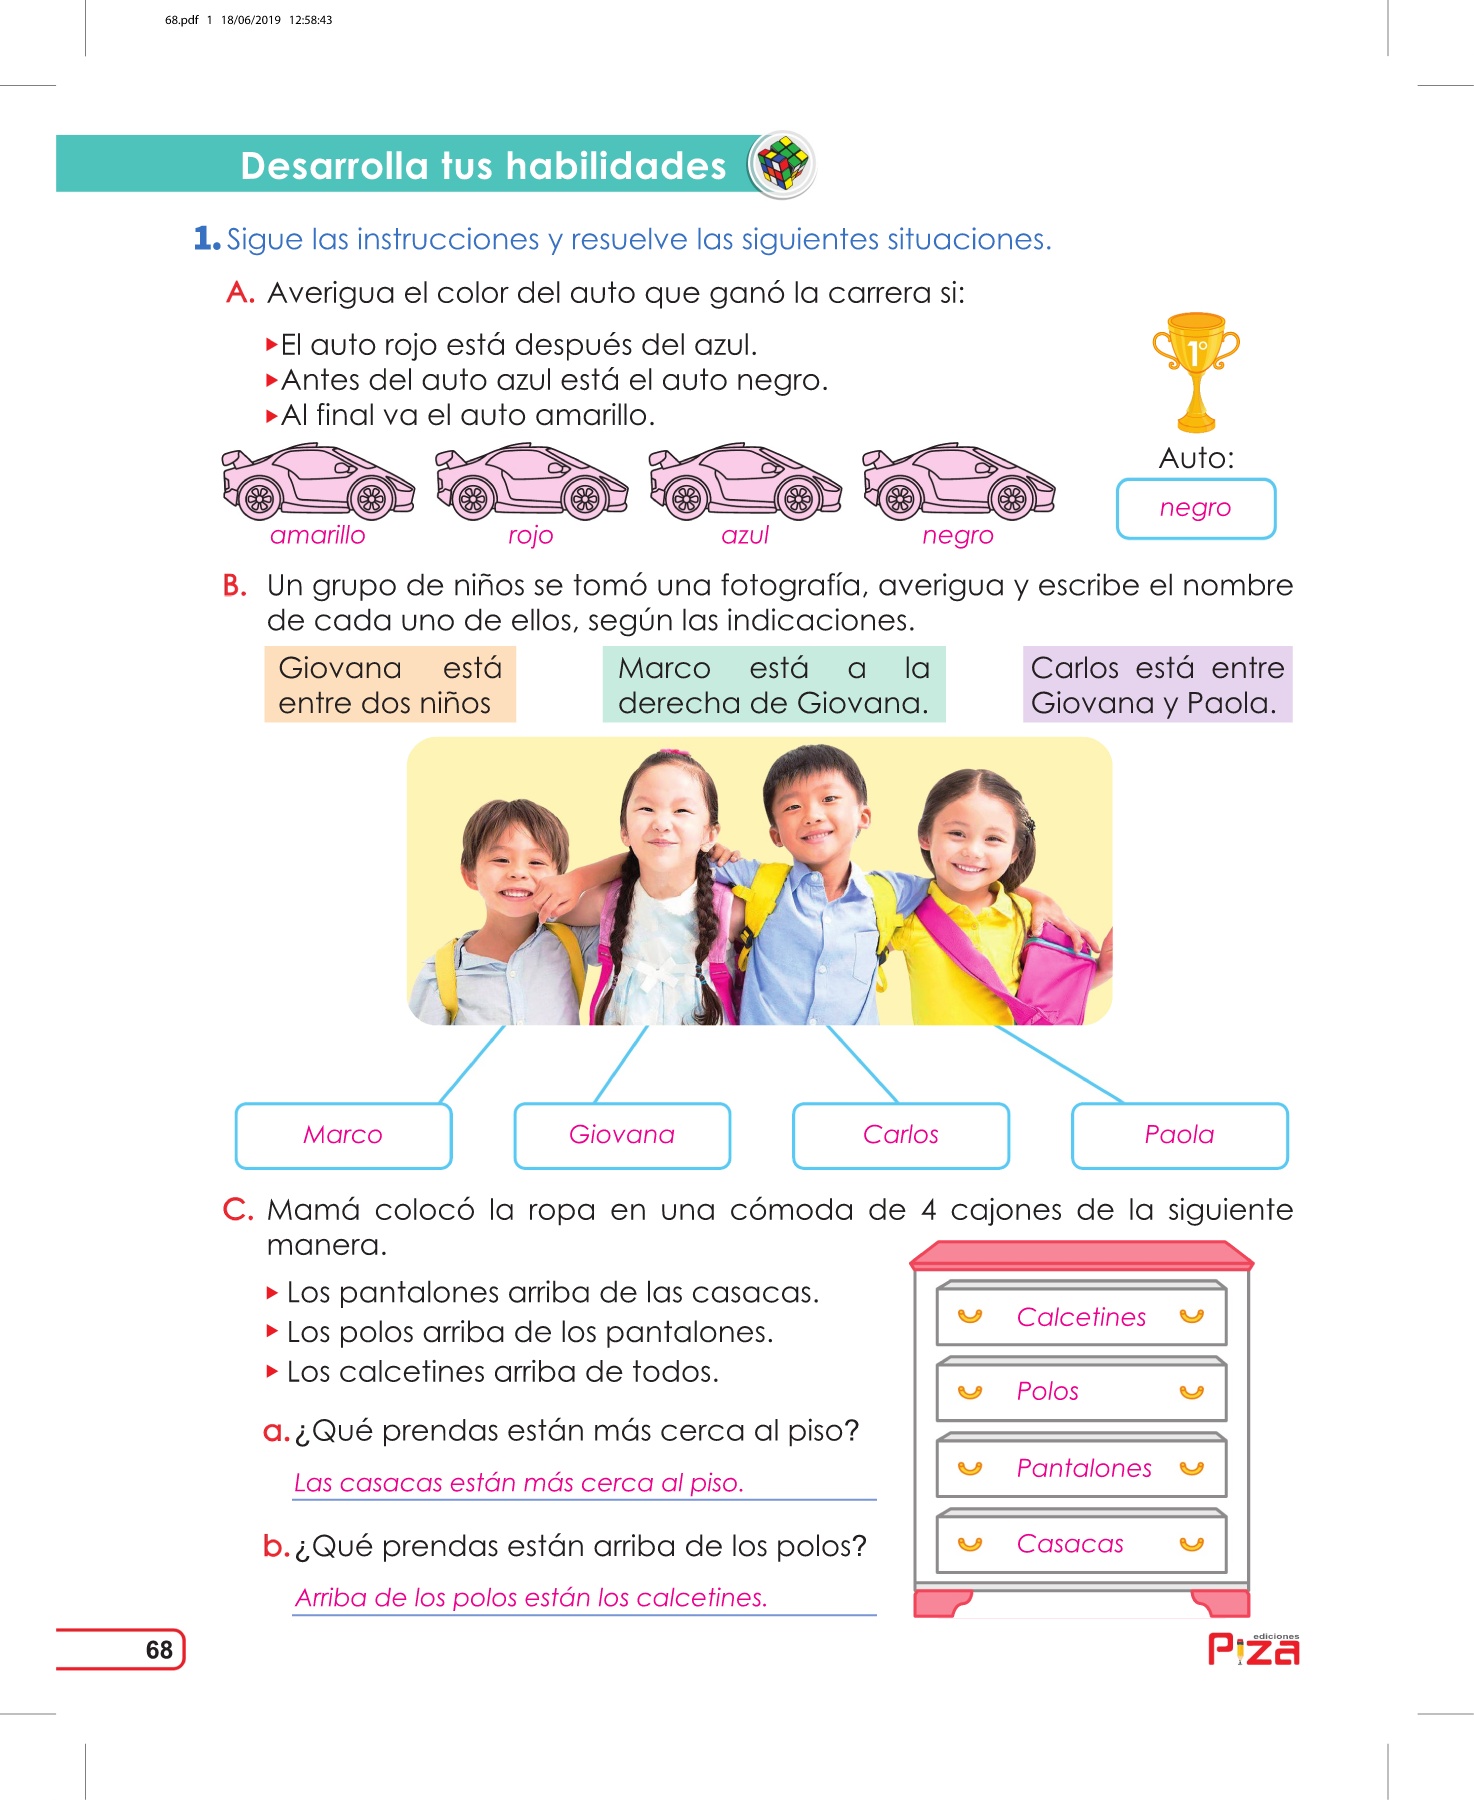 68.pdf 1 18/06/2019 12:58:43
Desarrolla tus habilidades
1. Sigue las instrucciones y resuelve las siguientes situaciones.
A. Averigua el color del auto que ganó la carrera si:
▸El auto rojo está después del azul.
▸Antes del auto azul está el auto negro.
▸Al final va el auto amarillo.
1°
Auto:
negro
amarillo rojo azul negro
B. Un grupo de niños se tomó una fotografía, averigua y escribe el nombre
de cada uno de ellos, según las indicaciones.
Giovana está
entre dos niños
Marco está a la
derecha de Giovana.
Carlos está entre
Giovana y Paola.
Marco Giovana Carlos Paola
C. Mamá colocó la ropa en una cómoda de 4 cajones de la siguiente
manera.
▸ Los pantalones arriba de las casacas.
▸ Los polos arriba de los pantalones.
▸ Los calcetines arriba de todos.
a. ¿Qué prendas están más cerca al piso?
Las casacas están más cerca al piso.
b. ¿Qué prendas están arriba de los polos?
Arriba de los polos están los calcetines.
Calcetines
Polos
Pantalones
Casacas
68
ediciones
Piza